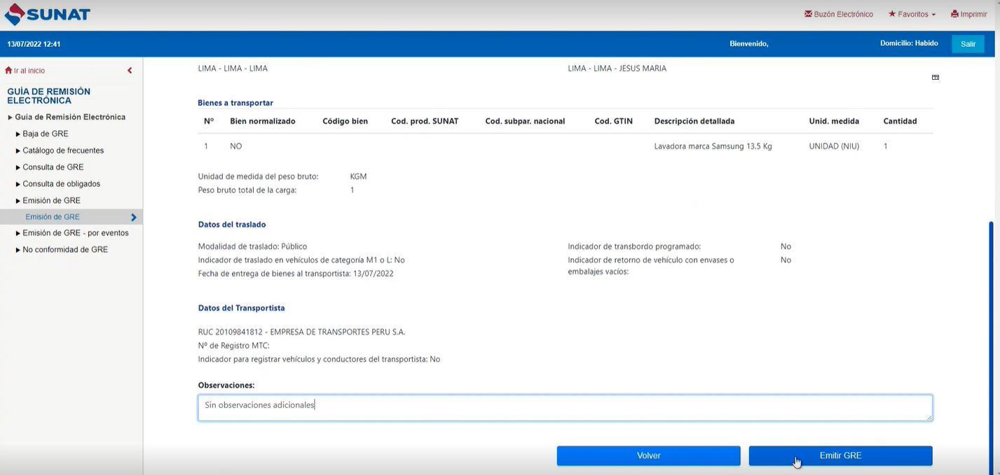 SUNAT
Buzón Electrónico
Favoritos
Imprimir
13/07/2022 12:41
Bienvenido,
Domicilio: Habido
Salir
Ir al inicio
GUÍA DE REMISIÓN
ELECTRÓNICA
Guía de Remisión Electrónica
Baja de GRE
Catálogo de frecuentes
Consulta de GRE
Consulta de obligados
Emisión de GRE
Emisión de GRE
Emisión de GRE - por eventos
No conformidad de GRE
LIMA - LIMA - LIMA
LIMA - LIMA - JESUS MARIA
Bienes a transportar
Nº Bien normalizado Código bien Cod. prod. SUNAT Cod. subpar. nacional Cod. GTIN Descripción detallada Unid. medida Cantidad
1 NO Lavadora marca Samsung 13.5 Kg UNIDAD (NIU) 1
Unidad de medida del peso bruto: KGM
Peso bruto total de la carga: 1
Datos del traslado
Modalidad de traslado: Público
Indicador de traslado en vehículos de categoría M1 o L: No
Fecha de entrega de bienes al transportista: 13/07/2022
Indicador de transbordo programado: No
Indicador de retorno de vehículo con envases o No
embalajes vacíos:
Datos del Transportista
RUC 20109841812 - EMPRESA DE TRANSPORTES PERU S.A.
Nº de Registro MTC:
Indicador para registrar vehículos y conductores del transportista: No
Observaciones:
Sin observaciones adicionales
Volver
Emitir GRE